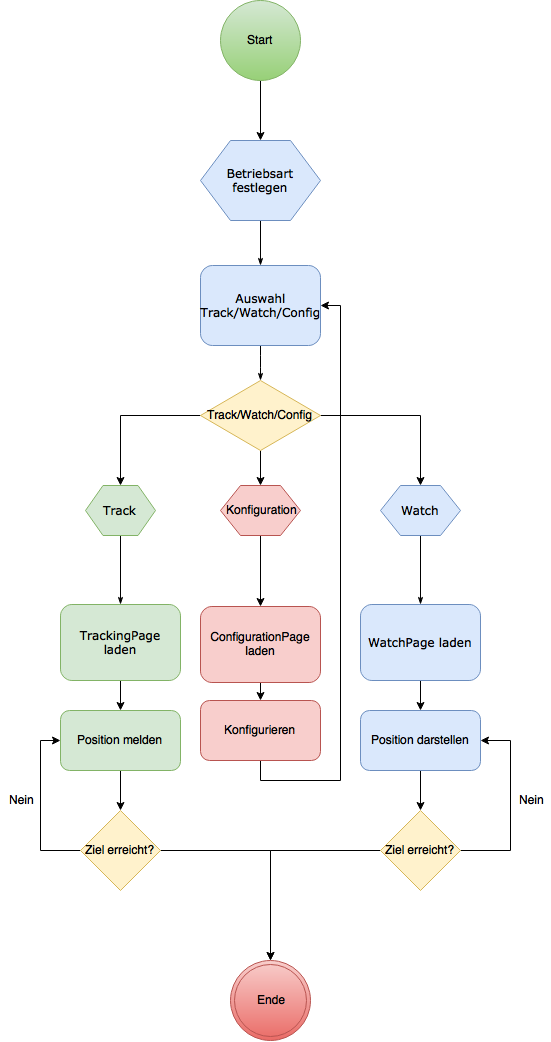 Start
Betriebsart
festlegen
Auswahl
Track/Watch/Config
Track/Watch/Config
Track
Konfiguration
Watch
TrackingPage
laden
ConfigurationPage
laden
WatchPage laden
Konfigurieren
Position melden
Position darstellen
Nein
Nein
Ziel erreicht?
Ziel erreicht?
Ende